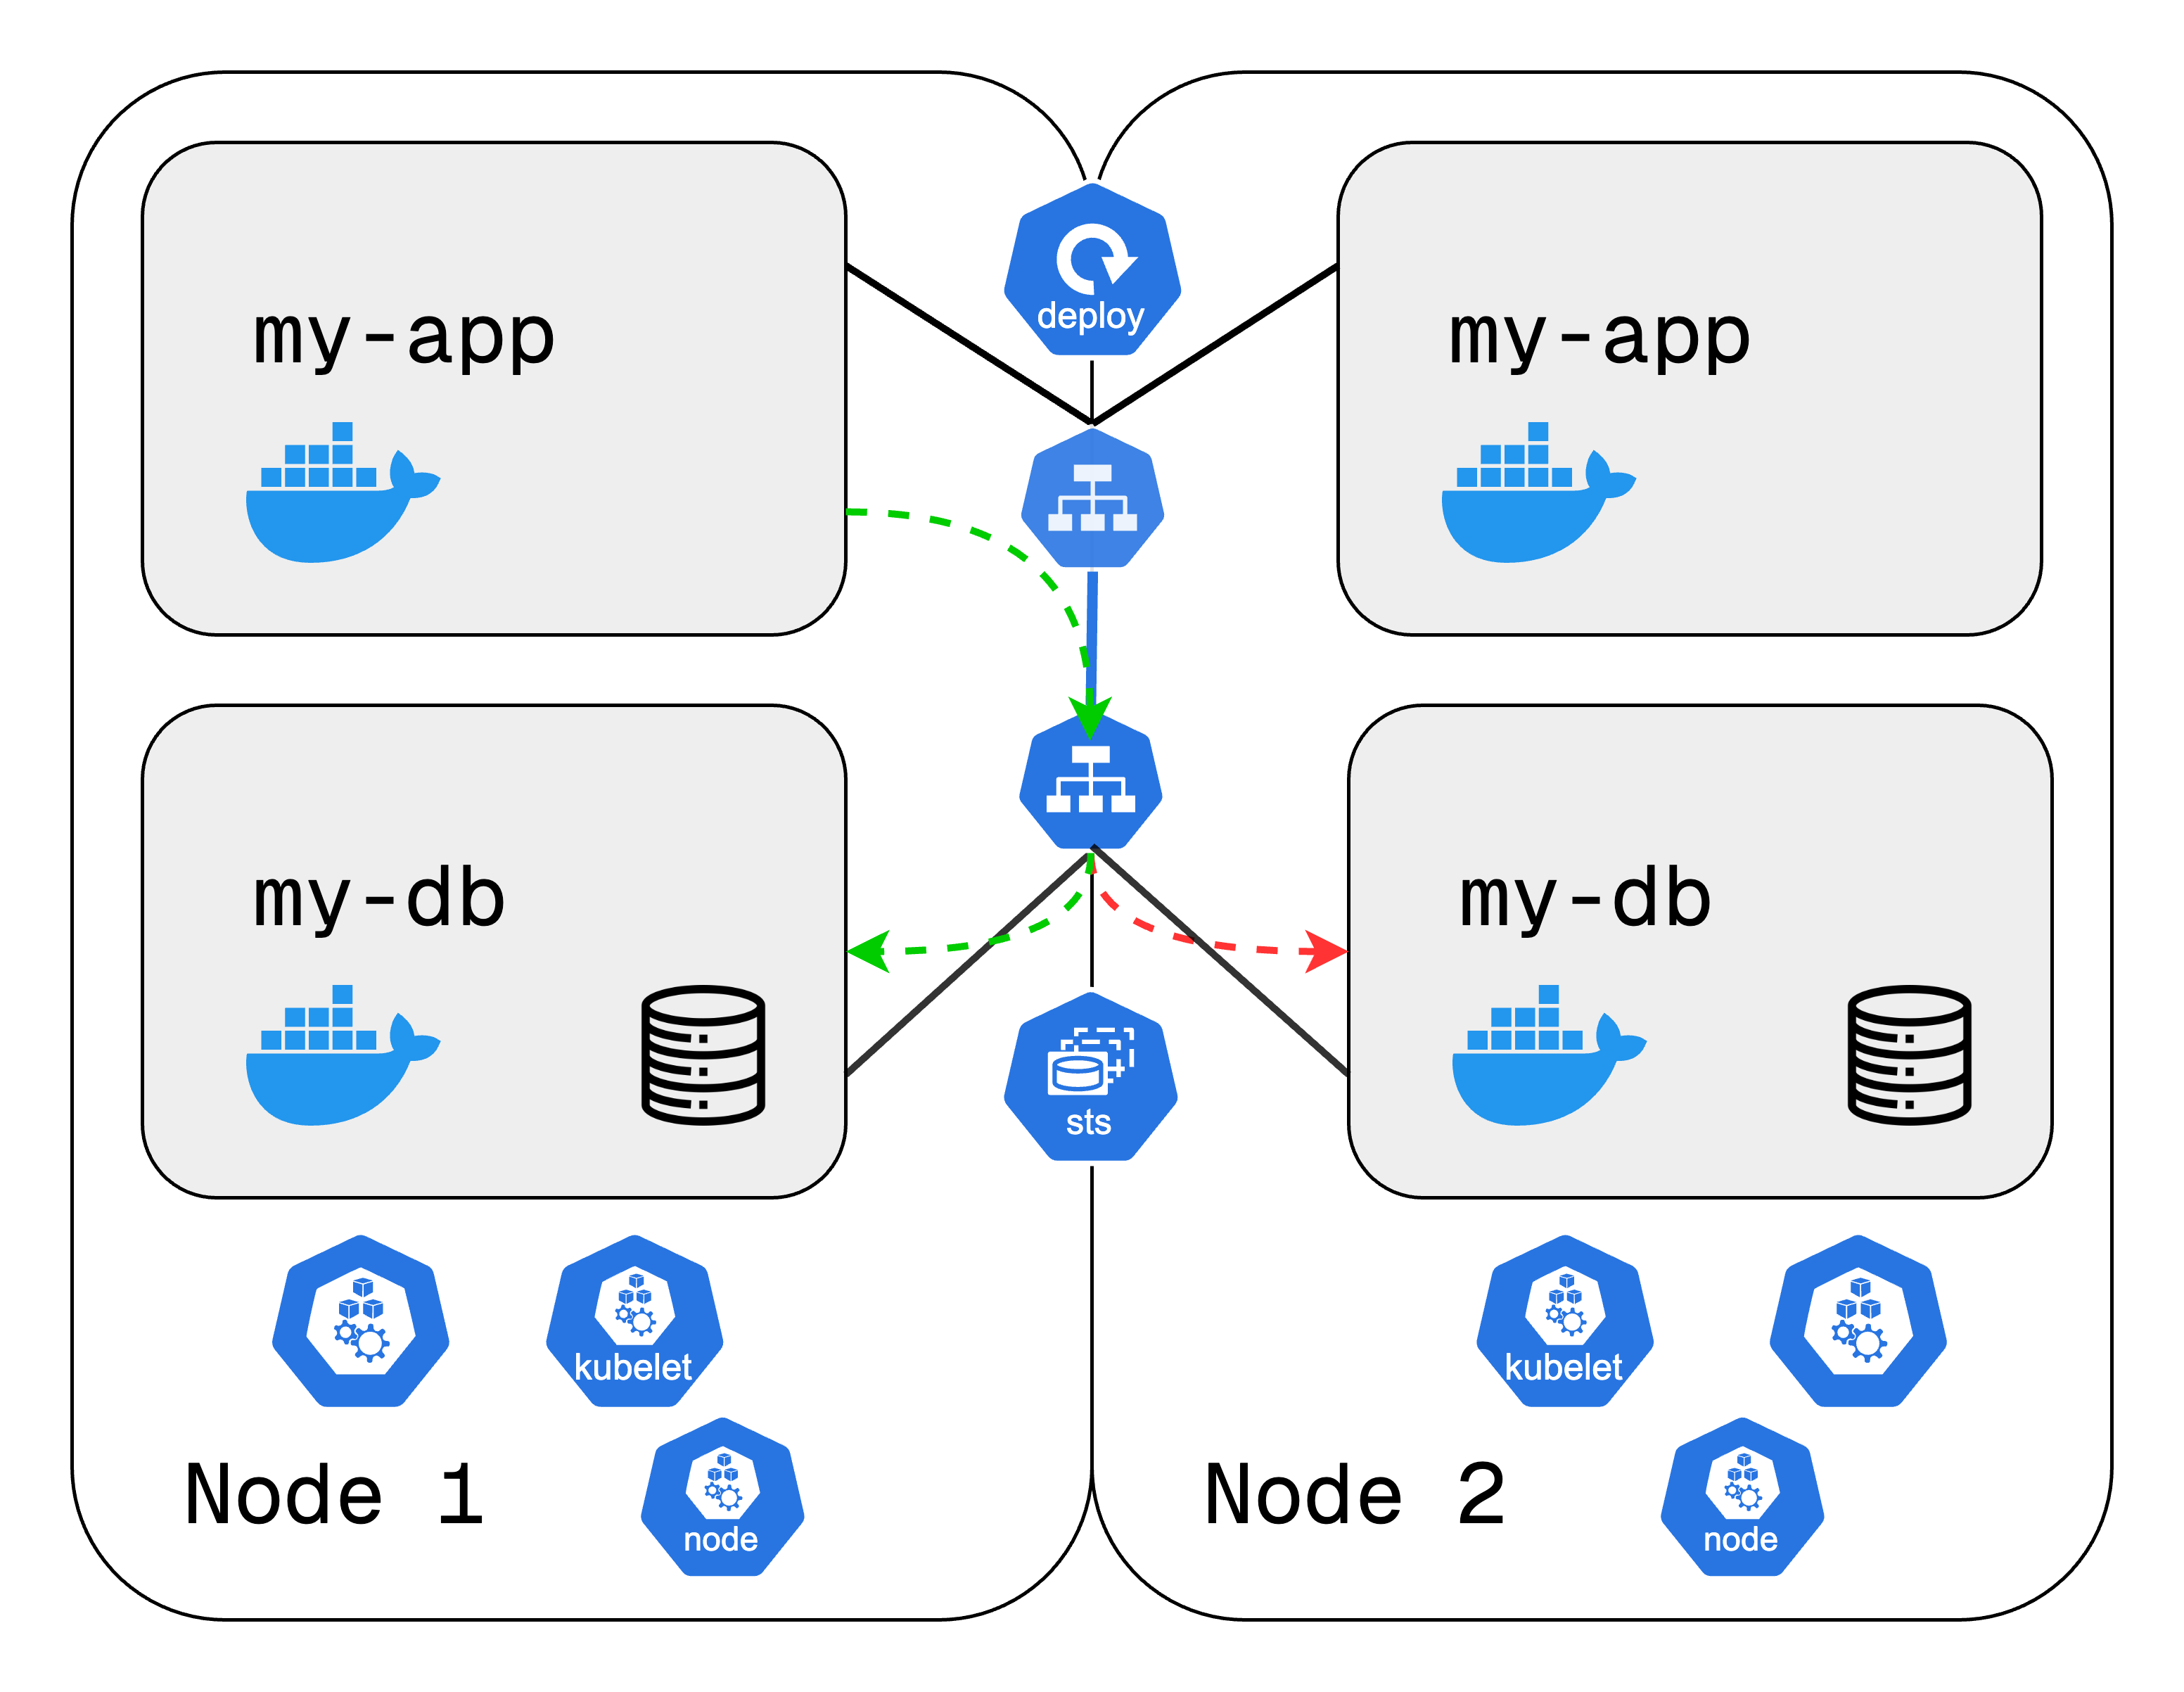 deploy
my-app
my-app
my-db
my-db
sts
kubelet
kubelet
Node 1
node
Node 2
node